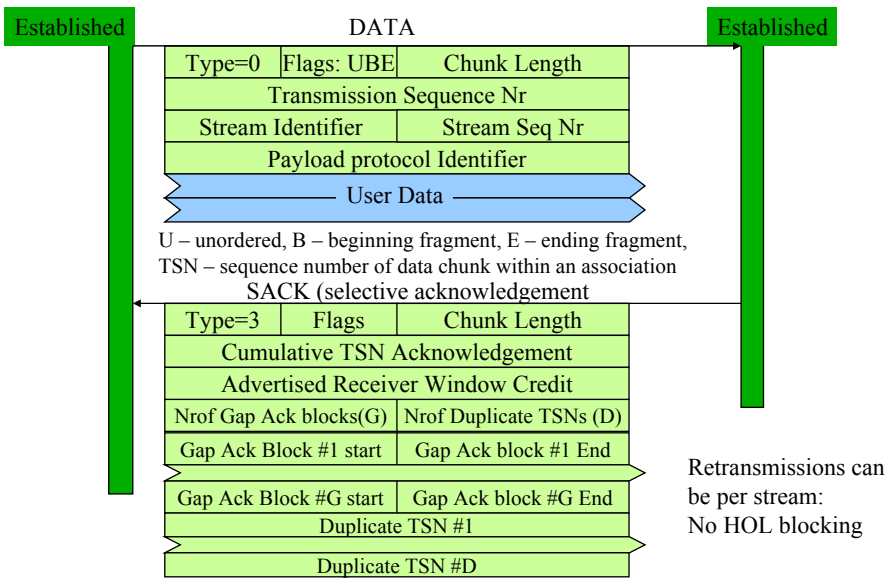 Established
DATA
Established
Type=0 Flags: UBE Chunk Length
Transmission Sequence Nr
Stream Identifier Stream Seq Nr
Payload protocol Identifier
User Data
U – unordered, B – beginning fragment, E – ending fragment,
TSN – sequence number of data chunk within an association
SACK (selective acknowledgement
Type=3 Flags Chunk Length
Cumulative TSN Acknowledgement
Advertised Receiver Window Credit
Nrof Gap Ack blocks(G) Nrof Duplicate TSNs (D)
Gap Ack Block #1 start Gap Ack block #1 End
Gap Ack Block #G start Gap Ack block #G End
Duplicate TSN #1
Duplicate TSN #D
Retransmissions can
be per stream:
No HOL blocking